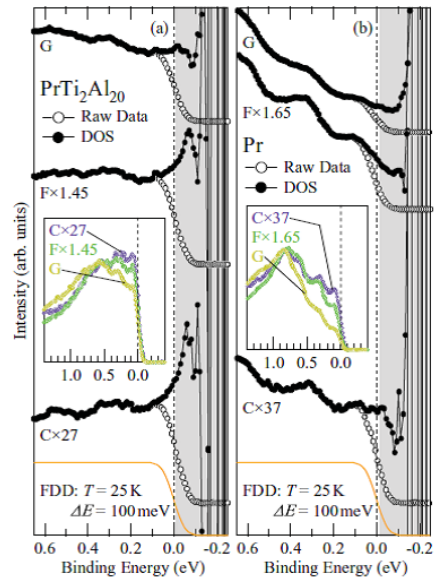 (a)
G
PrTi2Al20
Raw Data
DOS
F×1.45
C×27
F×1.45
G
1.0 0.5 0.0
C×27
FDD: T = 25 K
ΔE = 100 meV
0.6 0.4 0.2 0.0 -0.2
Binding Energy (eV)
Intensity (arb. units)
(b)
G
F×1.65
Pr
Raw Data
DOS
C×37
F×1.65
G
1.0 0.5 0.0
C×37
FDD: T = 25 K
ΔE = 100 meV
0.6 0.4 0.2 0.0 -0.2
Binding Energy (eV)